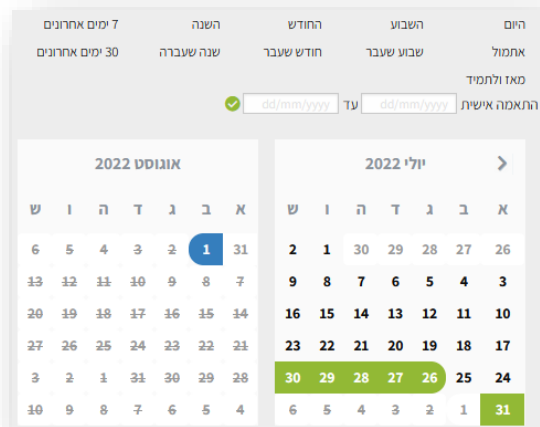 היום השבוע החודש השנה 7 ימים אחרונים
אתמול שבוע שעבר חודש שעבר שנה שעברה 30 ימים אחרונים
מאז ולתמיד
התאמה אישית dd/mm/yyyy עד dd/mm/yyyy
יולי 2022
א ב ג ד ה ו ש
26 27 28 29 30 1 2
3 4 5 6 7 8 9
10 11 12 13 14 15 16
17 18 19 20 21 22 23
24 25 26 27 28 29 30
31 1 2 3 4 5 6
אוגוסט 2022
א ב ג ד ה ו ש
31 1 2 3 4 5 6
7 8 9 10 11 12 13
14 15 16 17 18 19 20
21 22 23 24 25 26 27
28 29 30 31 1 2 3
4 5 6 7 8 9 10